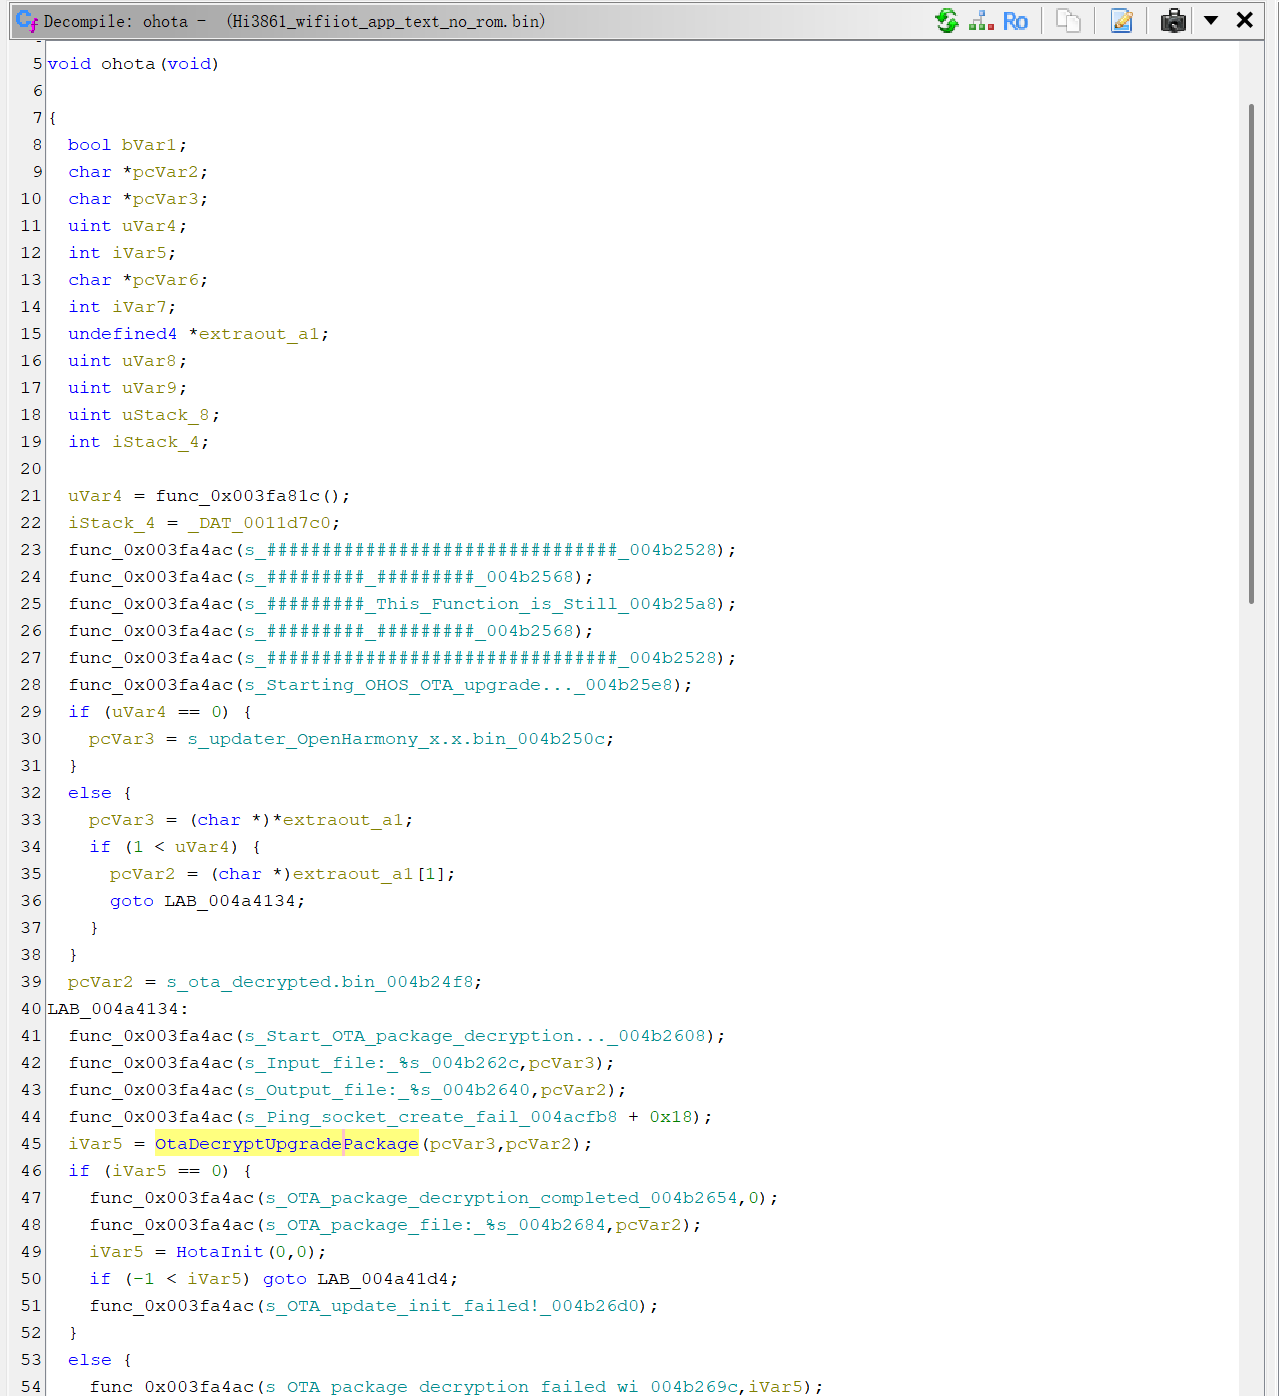 Decompile: ohota - (Hi3861_wifiiot_app_text_no_rom.bin)
Ro
5 void ohota(void)
6
7 {
8 bool bVar1;
9 char *pcVar2;
10 char *pcVar3;
11 uint uVar4;
12 int iVar5;
13 char *pcVar6;
14 int iVar7;
15 undefined4 *extraout_a1;
16 uint uVar8;
17 uint uVar9;
18 uint uStack_8;
19 int iStack_4;
20
21 uVar4 = func_0x003fa81c();
22 iStack_4 = _DAT_0011d7c0;
23 func_0x003fa4ac(s_################################_004b2528);
24 func_0x003fa4ac(s_#########_#########_004b2568);
25 func_0x003fa4ac(s_#########_This_Function_is_Still_004b25a8);
26 func_0x003fa4ac(s_#########_#########_004b2568);
27 func_0x003fa4ac(s_################################_004b2528);
28 func_0x003fa4ac(s_Starting_OHOS_OTA_upgrade..._004b25e8);
29 if (uVar4 == 0) {
30 pcVar3 = s_updater_OpenHarmony_x.x.bin_004b250c;
31 }
32 else {
33 pcVar3 = (char *)*extraout_a1;
34 if (1 < uVar4) {
35 pcVar2 = (char *)extraout_a1[1];
36 goto LAB_004a4134;
37 }
38 }
39 pcVar2 = s_ota_decrypted.bin_004b24f8;
40 LAB_004a4134:
41 func_0x003fa4ac(s_Start_OTA_package_decryption..._004b2608);
42 func_0x003fa4ac(s_Input_file:_%s_004b262c,pcVar3);
43 func_0x003fa4ac(s_Output_file:_%s_004b2640,pcVar2);
44 func_0x003fa4ac(s_Ping_socket_create_fail_004acfb8 + 0x18);
45 iVar5 = OtaDecryptUpgradePackage(pcVar3,pcVar2);
46 if (iVar5 == 0) {
47 func_0x003fa4ac(s_OTA_package_decryption_completed_004b2654,0);
48 func_0x003fa4ac(s_OTA_package_file:_%s_004b2684,pcVar2);
49 iVar5 = HotaInit(0,0);
50 if (-1 < iVar5) goto LAB_004a41d4;
51 func_0x003fa4ac(s_OTA_update_init_failed!_004b26d0);
52 }
53 else {
54 func_0x003fa4ac(s_OTA_package_decryption_failed_wi_004b269c,iVar5);